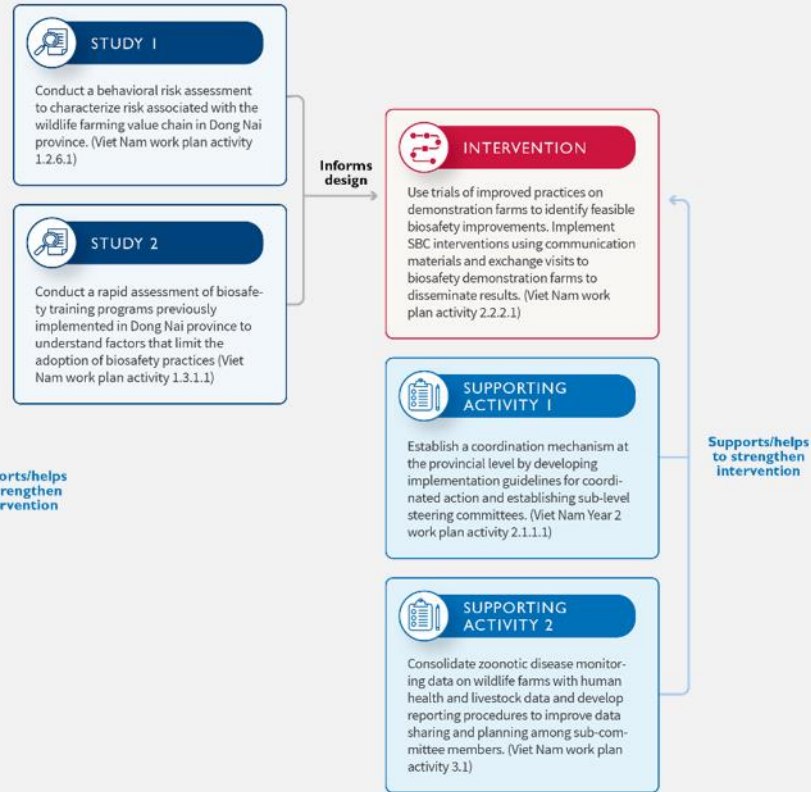 STUDY 1
Conduct a behavioral risk assessment
to characterize risk associated with the
wildlife farming value chain in Dong Nai
province. (Viet Nam work plan activity
1.2.6.1)
STUDY 2
Conduct a rapid assessment of biosafe-
ty training programs previously
implemented in Dong Nai province to
understand factors that limit the
adoption of biosafety practices (Viet
Nam work plan activity 1.3.1.1)
Informs
design
INTERVENTION
Use trials of improved practices on
demonstration farms to identify feasible
biosafety improvements. Implement
SBC interventions using communication
materials and exchange visits to
biosafety demonstration farms to
disseminate results. (Viet Nam work
plan activity 2.2.2.1)
SUPPORTING
ACTIVITY 1
Establish a coordination mechanism at
the provincial level by developing
implementation guidelines for coordi-
nated action and establishing sub-level
steering committees. (Viet Nam Year 2
work plan activity 2.1.1.1)
SUPPORTING
ACTIVITY 2
Consolidate zoonotic disease monitor-
ing data on wildlife farms with human
health and livestock data and develop
reporting procedures to improve data
sharing and planning among sub-com-
mittee members. (Viet Nam work plan
activity 3.1)
Supports/helps
to strengthen
intervention
orts/helps
rengthen
rvention